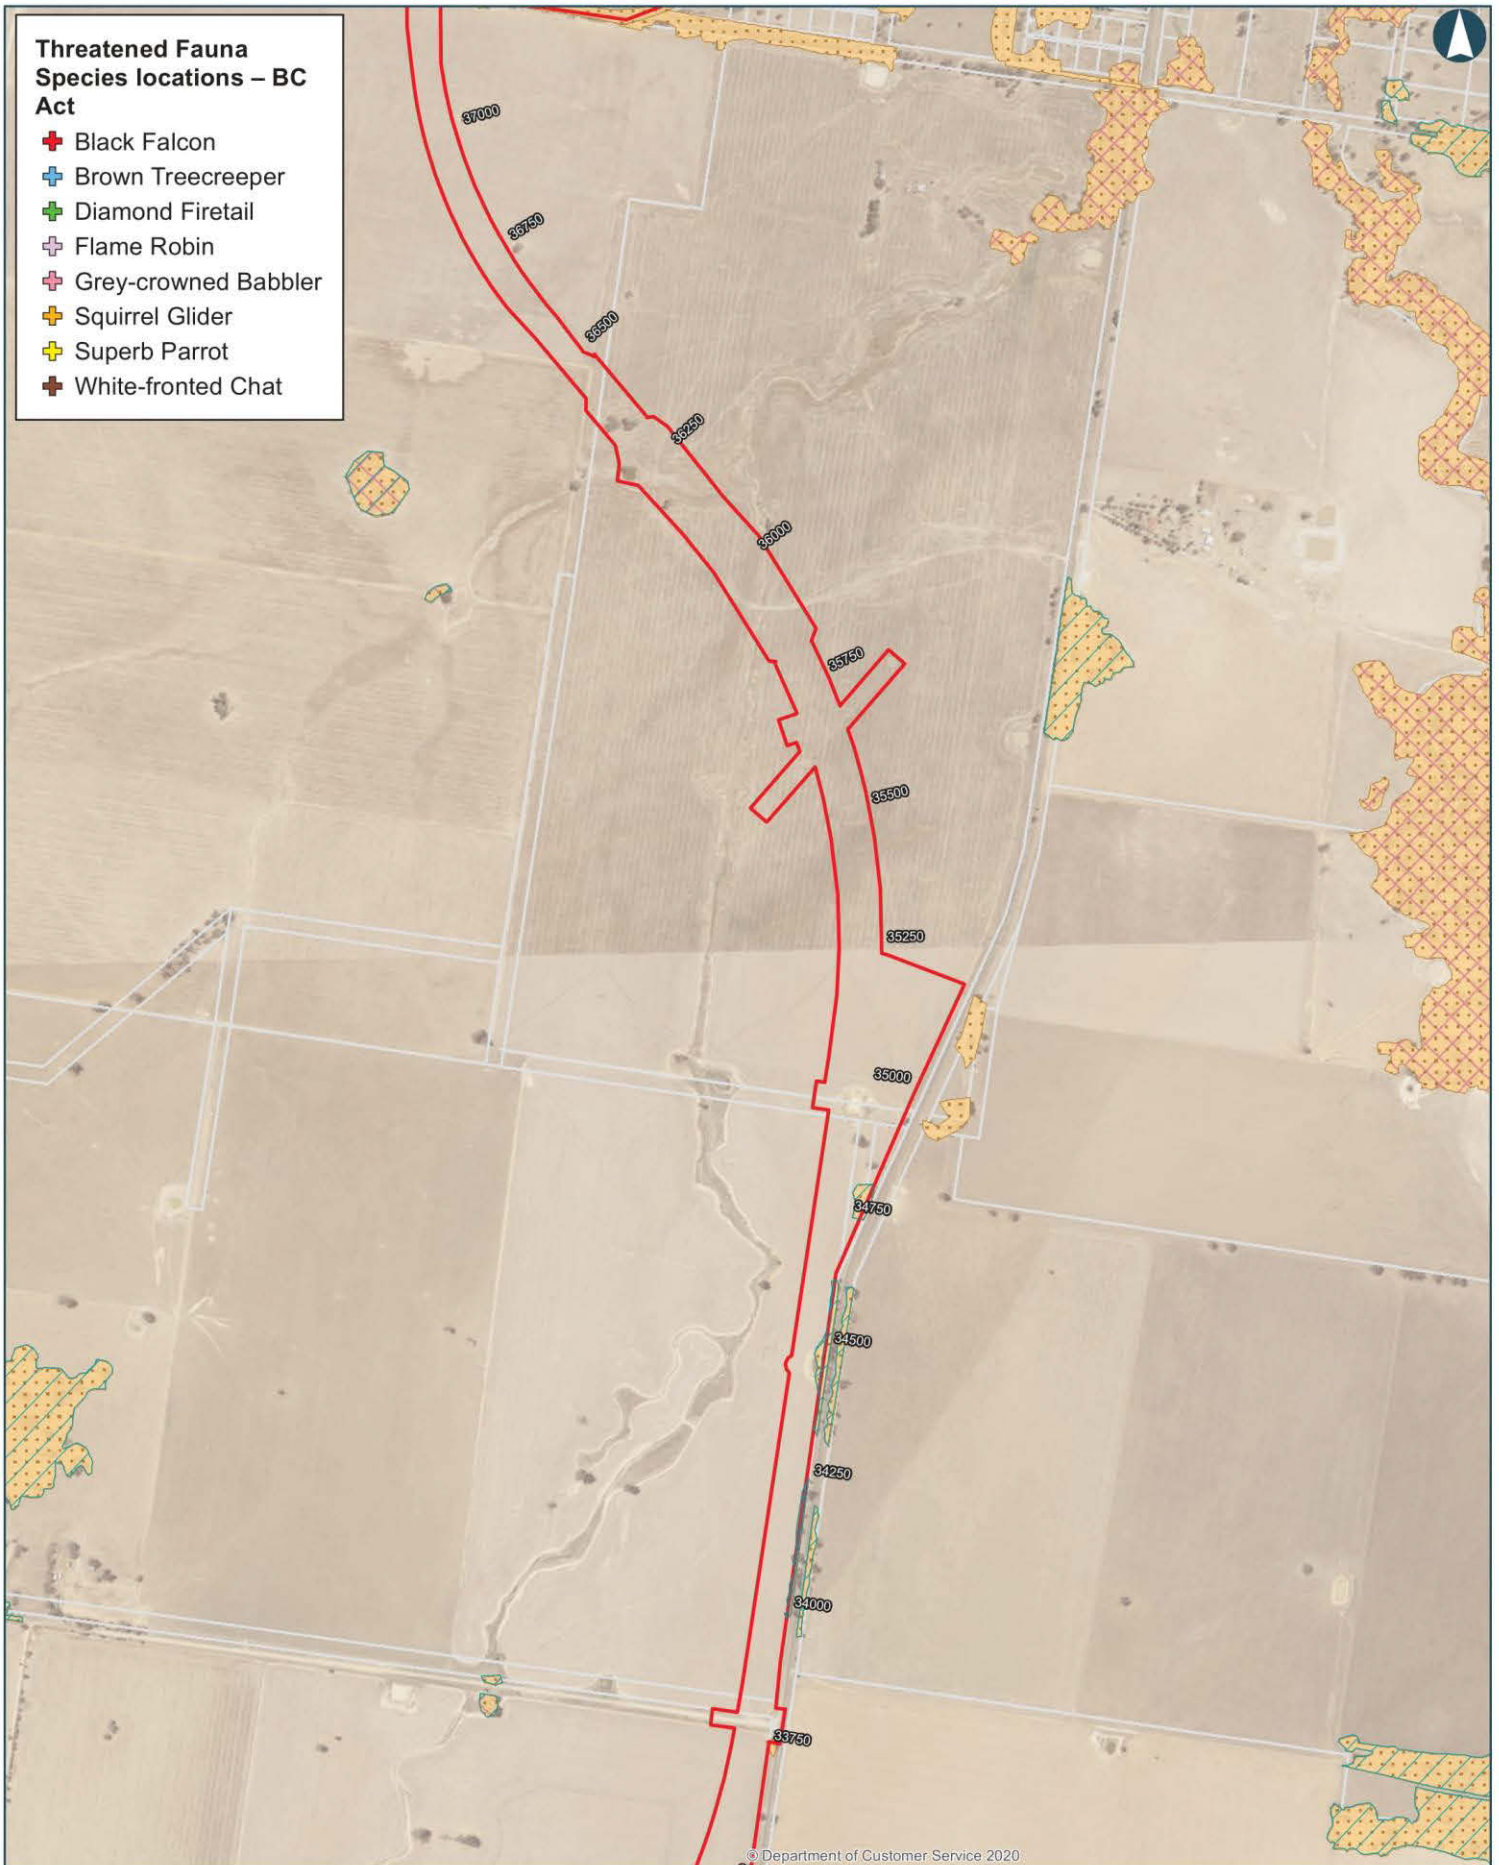 Threatened Fauna
Species locations – BC
Act
Black Falcon
Brown Treecreeper
Diamond Firetail
Flame Robin
Grey-crowned Babbler
Squirrel Glider
Superb Parrot
White-fronted Chat
37000
36750
36500
36250
36000
35750
35500
35250
35000
34750
34500
34250
34000
33750
© Department of Customer Service 2020